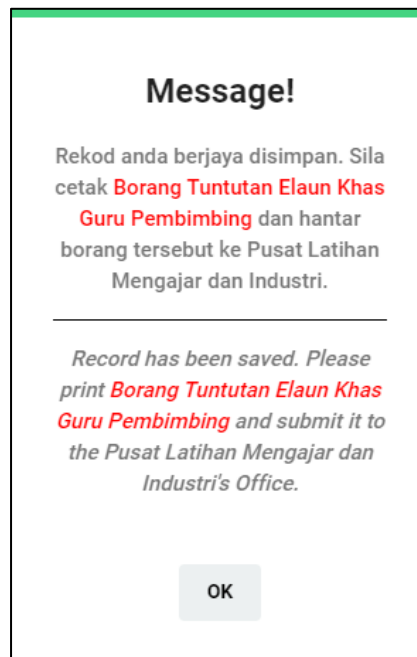 Message!
Rekod anda berjaya disimpan. Sila
cetak Borang Tuntutan Elaun Khas
Guru Pembimbing dan hantar
borang tersebut ke Pusat Latihan
Mengajar dan Industri.
Record has been saved. Please
print Borang Tuntutan Elaun Khas
Guru Pembimbing and submit it to
the Pusat Latihan Mengajar dan
Industri's Office.
OK